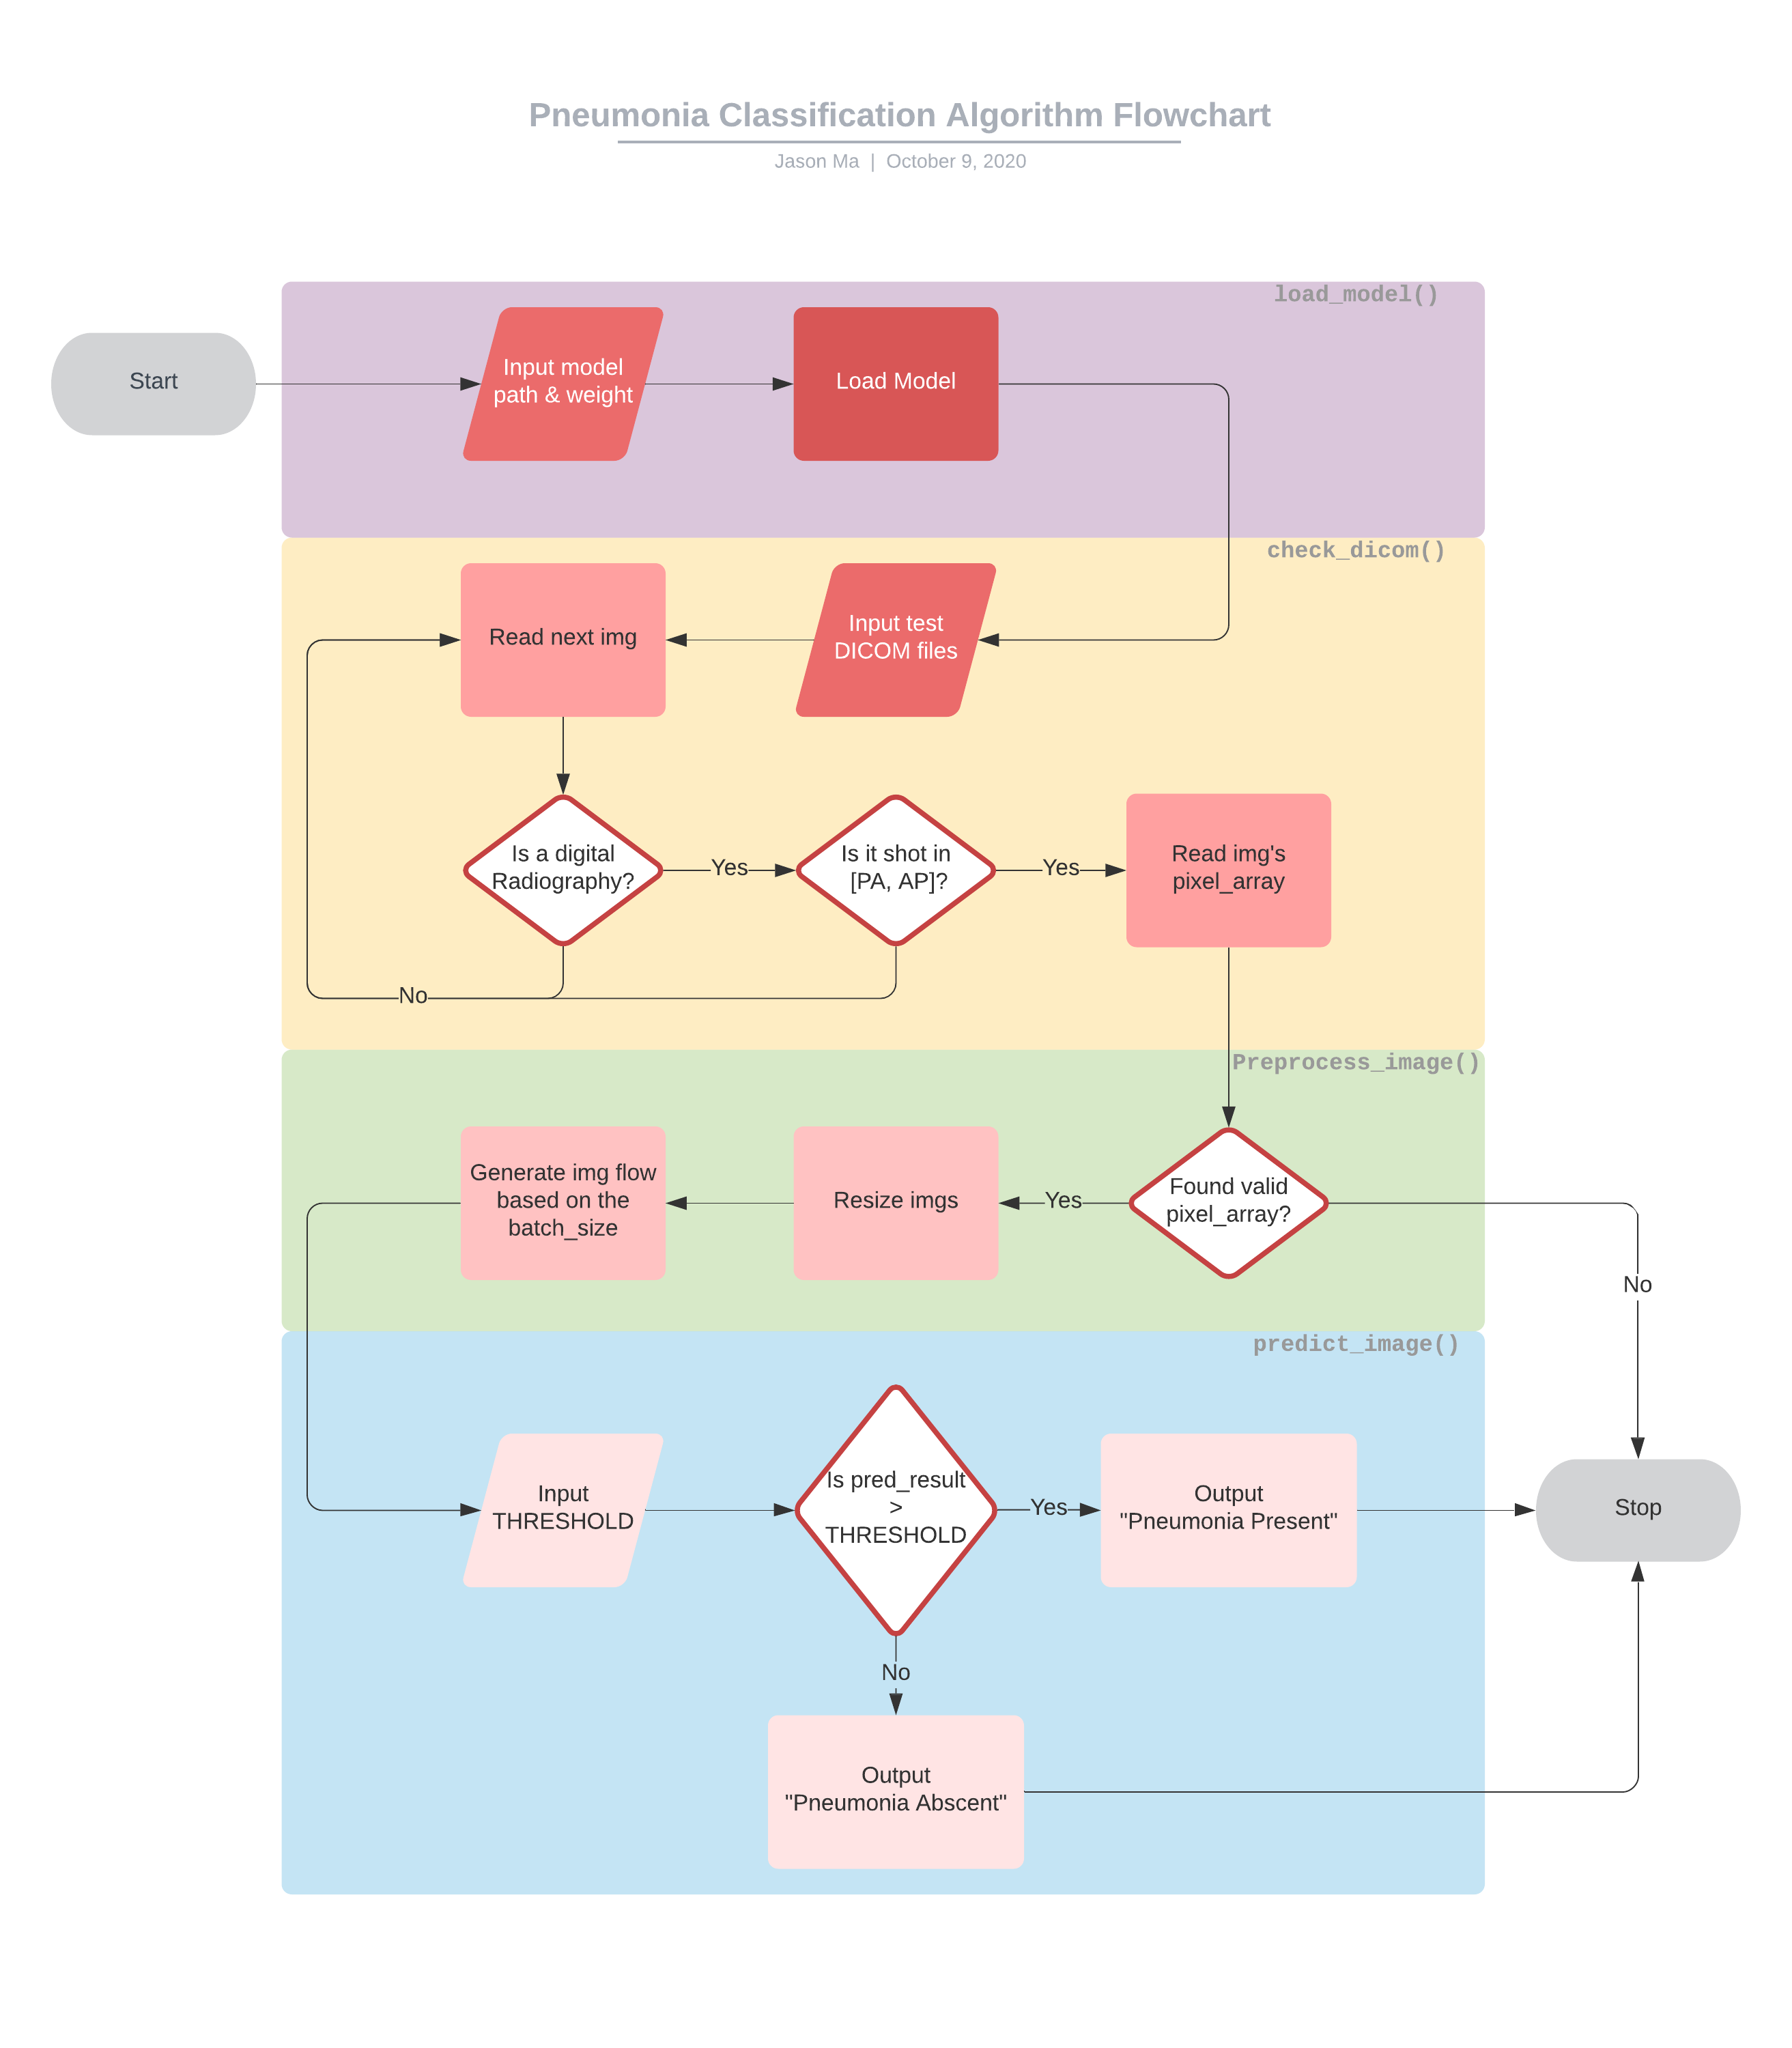 Pneumonia Classification Algorithm Flowchart
Jason Ma | October 9, 2020
load_model()
Start
Input model
path & weight
Load Model
check_dicom()
Read next img
Input test
DICOM files
Is a digital
Radiography?
Yes
Is it shot in
[PA, AP]?
Yes
Read img's
pixel_array
No
Preprocess_image()
Generate img flow
based on the
batch_size
Resize imgs
Yes
Found valid
pixel_array?
No
predict_image()
Input
THRESHOLD
Is pred_result
>
THRESHOLD
Yes
Output
"Pneumonia Present"
Stop
No
Output
"Pneumonia Abscent"